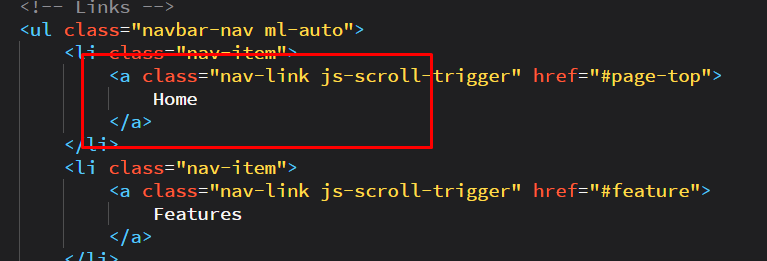 <!-- Links -->
<ul class="navbar-nav ml-auto">
<li class="nav-item">
<a class="nav-link js-scroll-trigger" href="#page-top">
Home
</a>
</li>
<li class="nav-item">
<a class="nav-link js-scroll-trigger" href="#feature">
Features
</a>
</li>